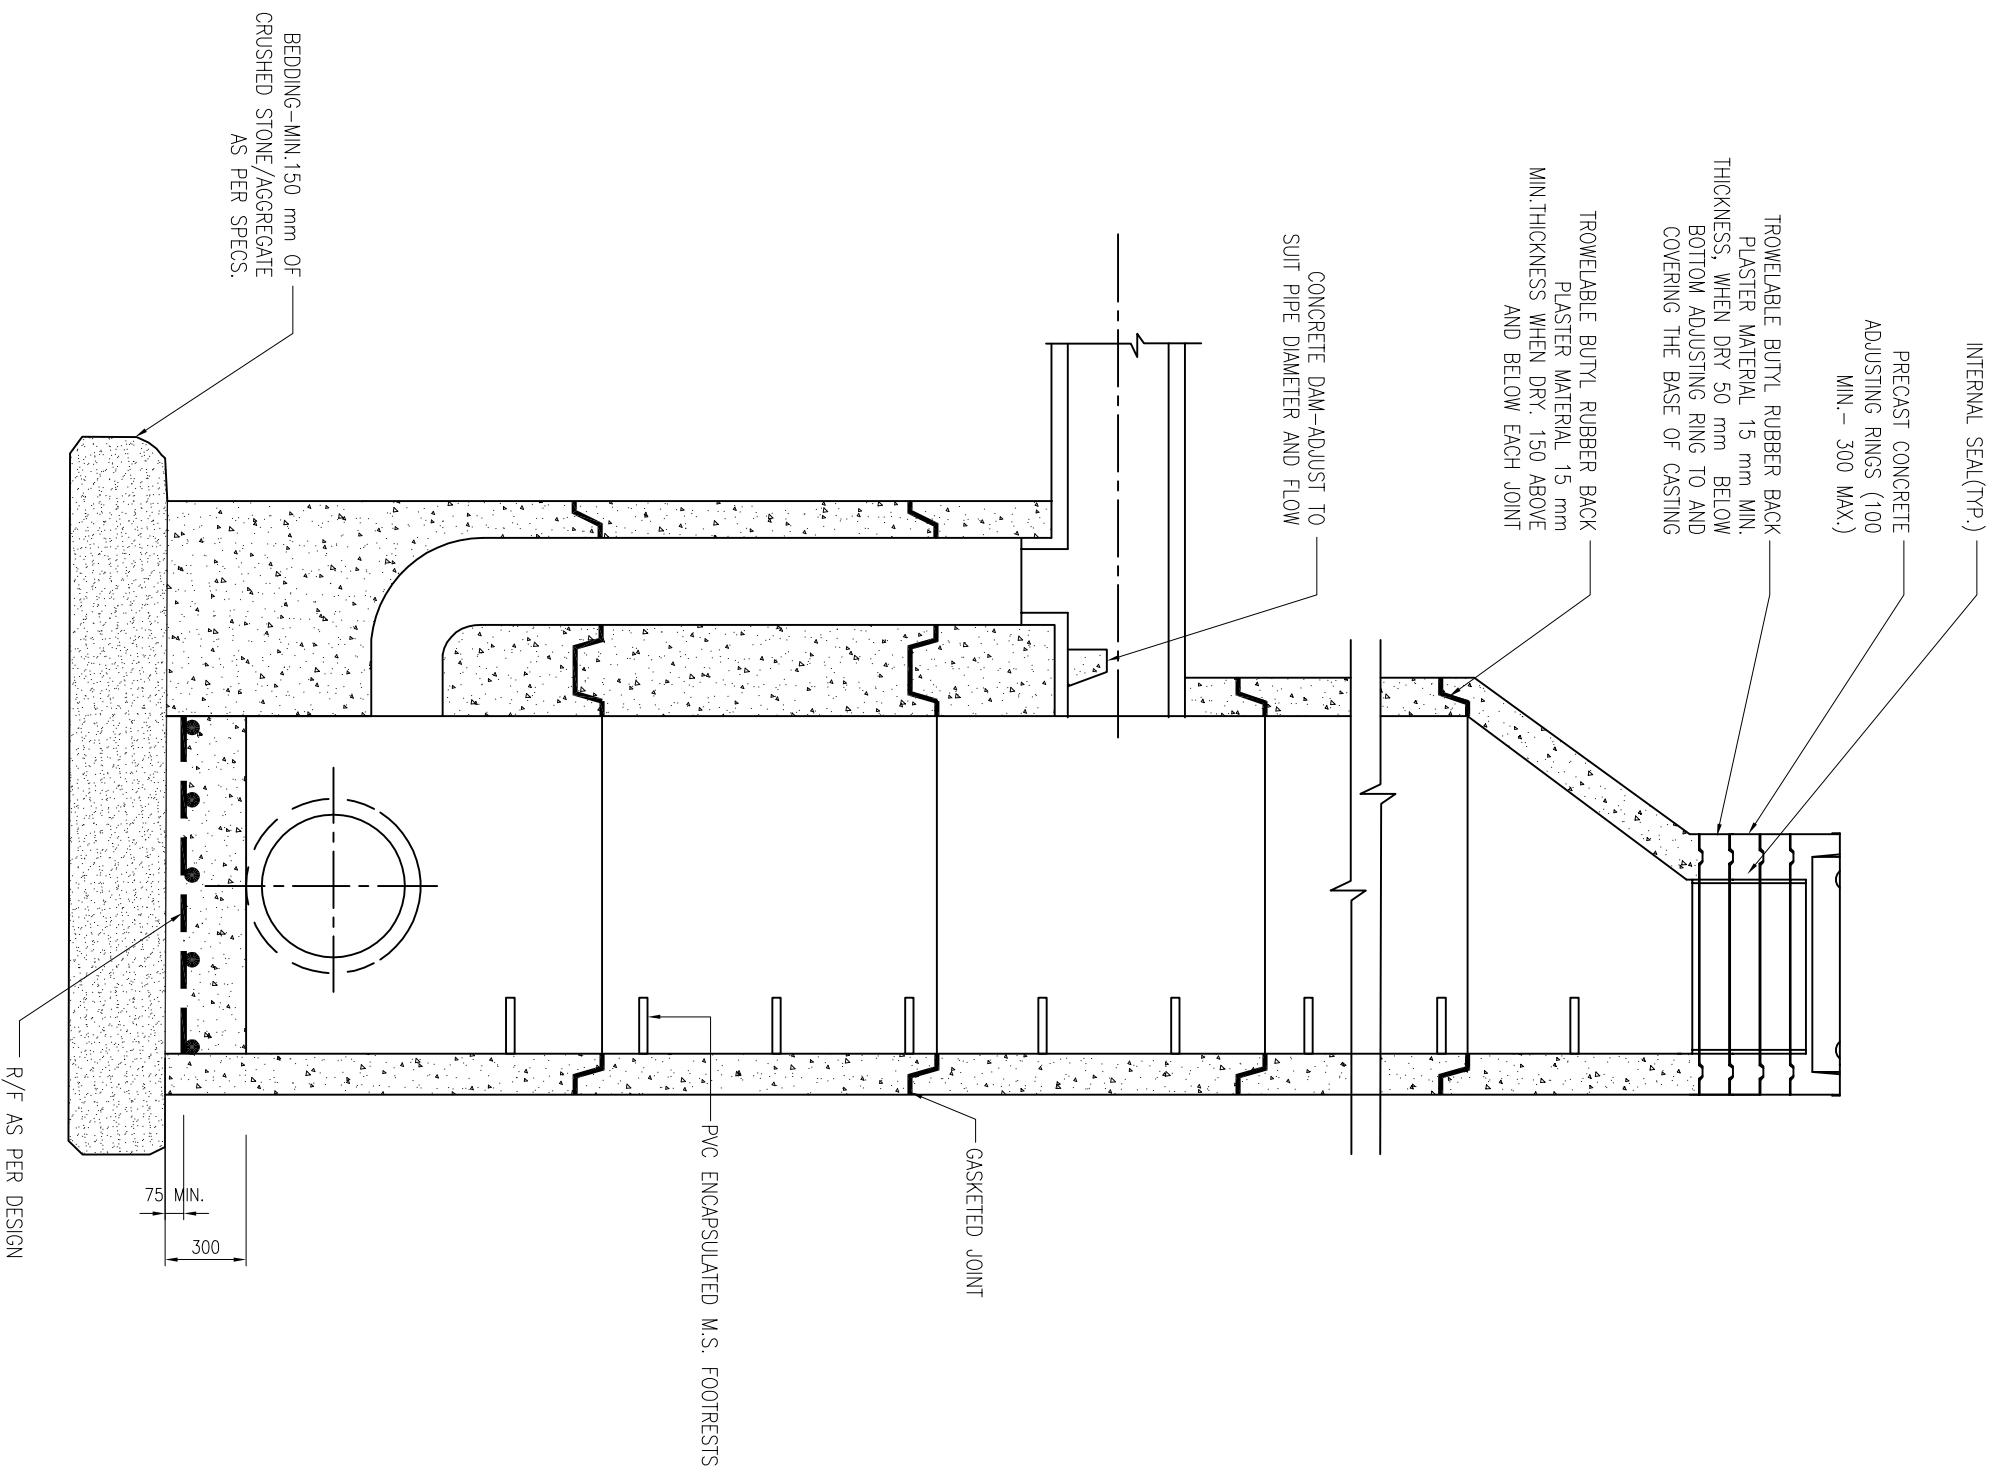 INTERNAL SEAL(TYP.)
PRECAST CONCRETE
ADJUSTING RINGS (100
MIN.- 300 MAX.)
TROWELABLE BUTYL RUBBER BACK
PLASTER MATERIAL 15 mm MIN.
THICKNESS, WHEN DRY 50 mm BELOW
BOTTOM ADJUSTING RING TO AND
COVERING THE BASE OF CASTING
TROWELABLE BUTYL RUBBER BACK
PLASTER MATERIAL 15 mm
MIN.THICKNESS WHEN DRY. 150 ABOVE
AND BELOW EACH JOINT
CONCRETE DAM-ADJUST TO
SUIT PIPE DIAMETER AND FLOW
BEDDING-MIN.150 mm OF
CRUSHED STONE/AGGREGATE
AS PER SPECS.
GASKETED JOINT
PVC ENCAPSULATED M.S. FOOTRESTS
300
75 MIN.
R/F AS PER DESIGN